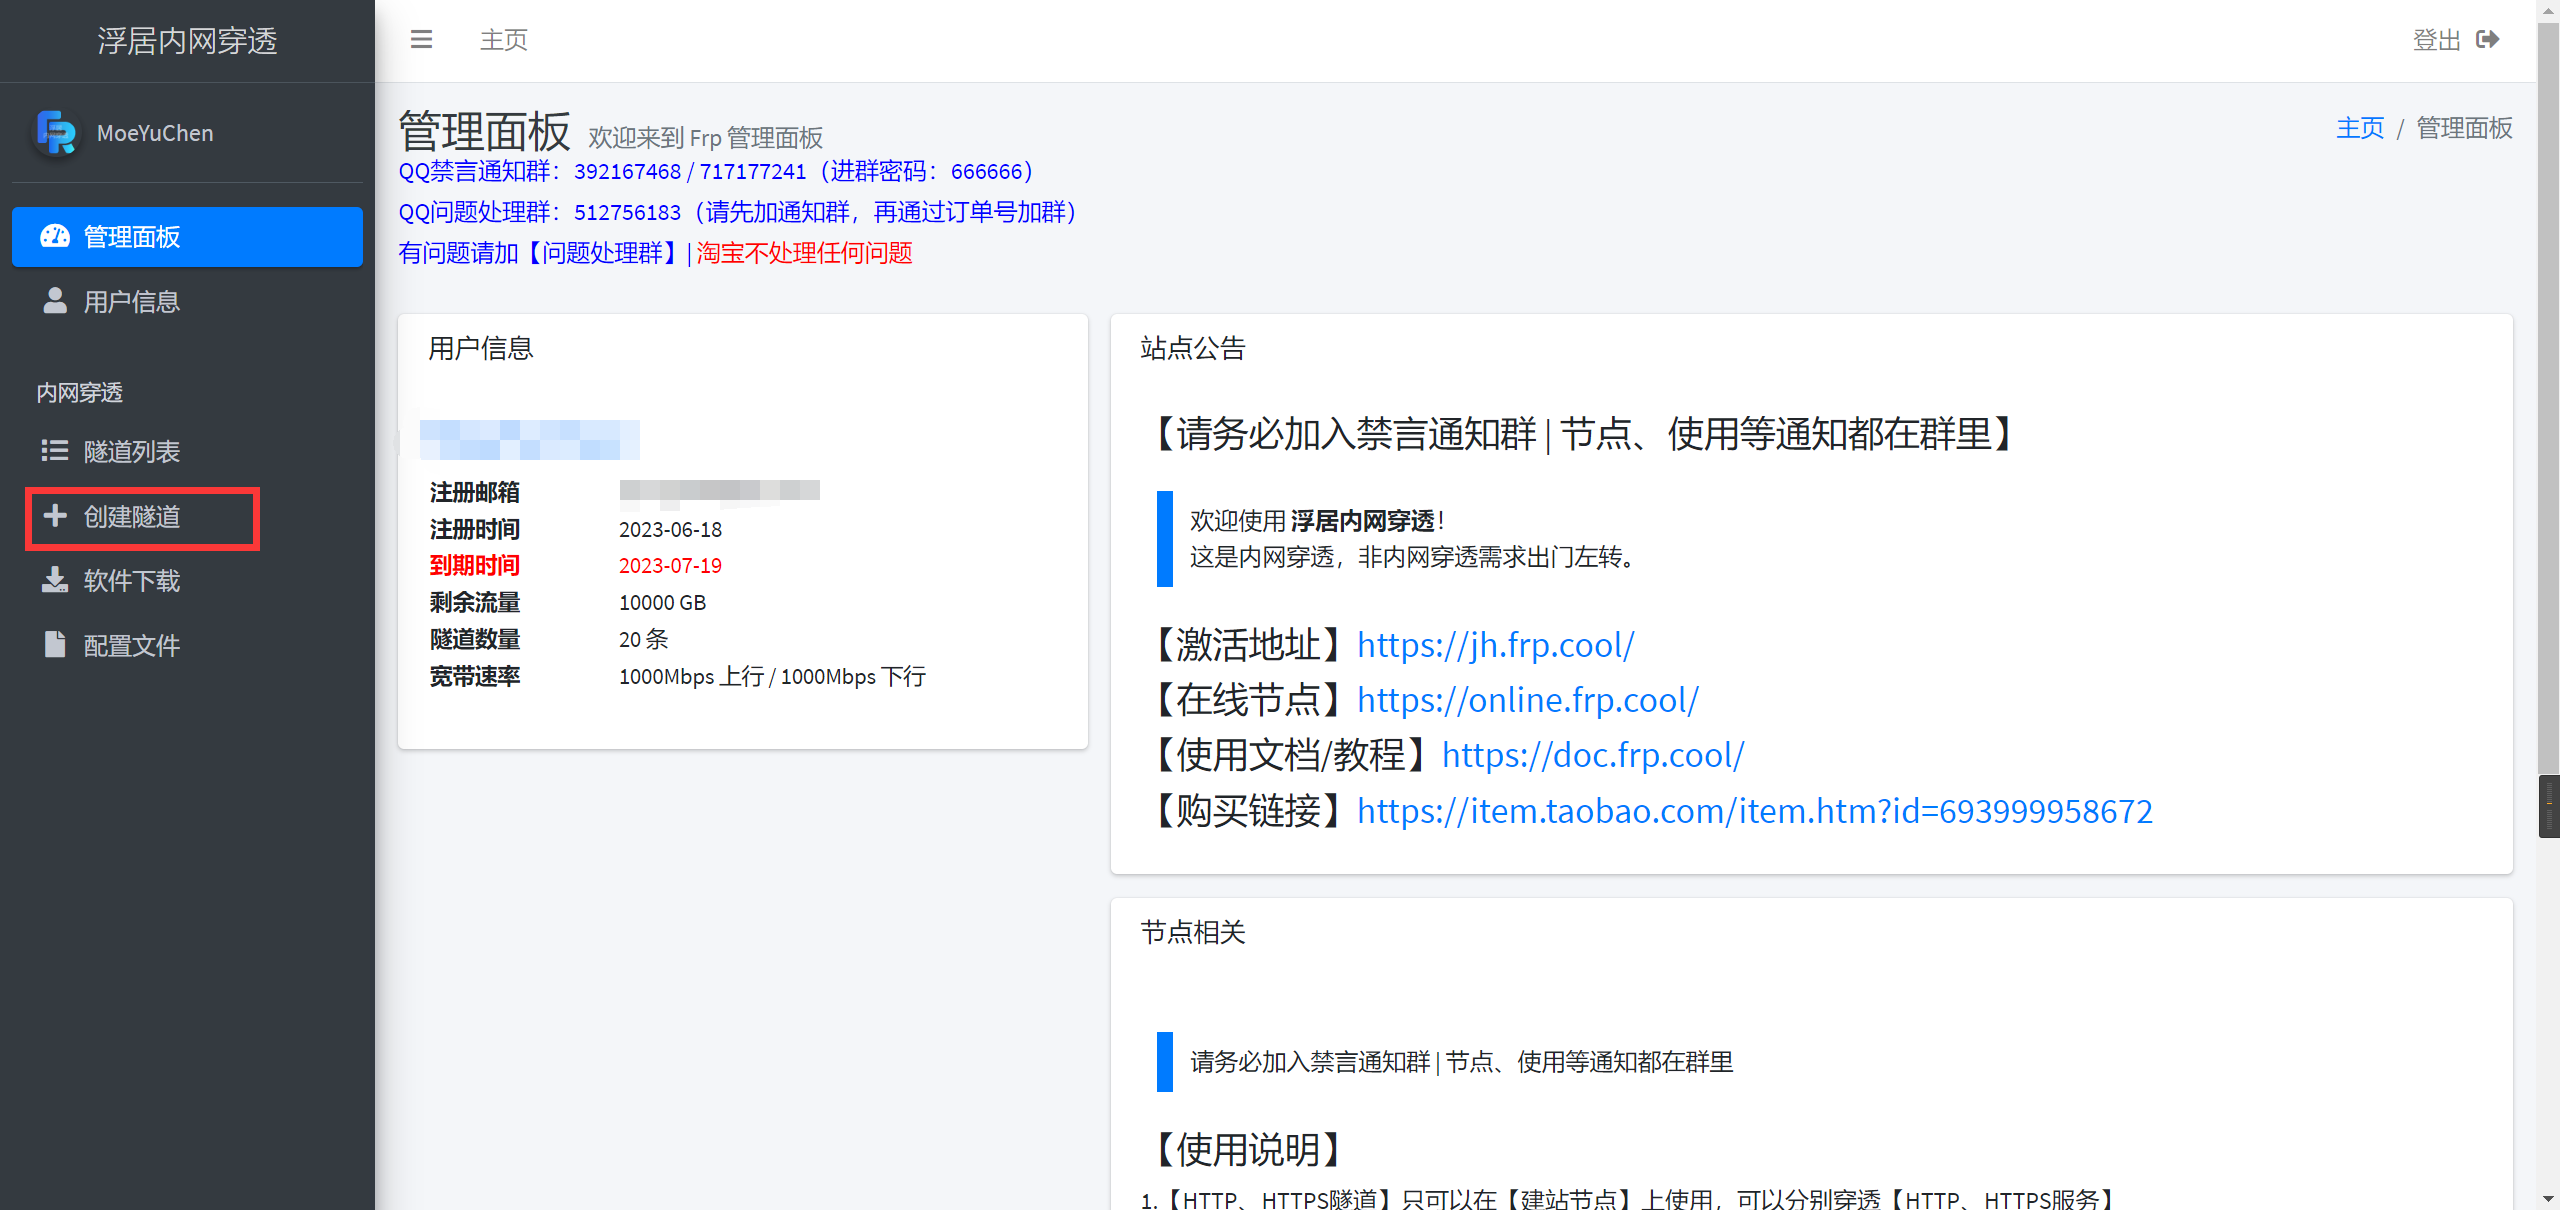 浮居内网穿透
主页
登出
MoeYuChen
管理面板
用户信息
内网穿透
隧道列表
创建隧道
软件下载
配置文件
管理面板 欢迎来到 Frp 管理面板
主页 / 管理面板
QQ禁言通知群：392167468 / 717177241（进群密码：666666）
QQ问题处理群：512756183（请先加通知群，再通过订单号加群）
有问题请加【问题处理群】| 淘宝不处理任何问题
用户信息
注册邮箱
注册时间 2023-06-18
到期时间 2023-07-19
剩余流量 10000 GB
隧道数量 20 条
宽带速率 1000Mbps 上行 / 1000Mbps 下行
站点公告
【请务必加入禁言通知群 | 节点、使用等通知都在群里】
欢迎使用 浮居内网穿透！
这是内网穿透，非内网穿透需求出门左转。
【激活地址】https://jh.frp.cool/
【在线节点】https://online.frp.cool/
【使用文档/教程】https://doc.frp.cool/
【购买链接】https://item.taobao.com/item.htm?id=693999958672
节点相关
请务必加入禁言通知群 | 节点、使用等通知都在群里
【使用说明】
1.【HTTP、HTTPS隧道】只可以在【建站节点】上使用，可以分别穿透【HTTP、HTTPS服务】